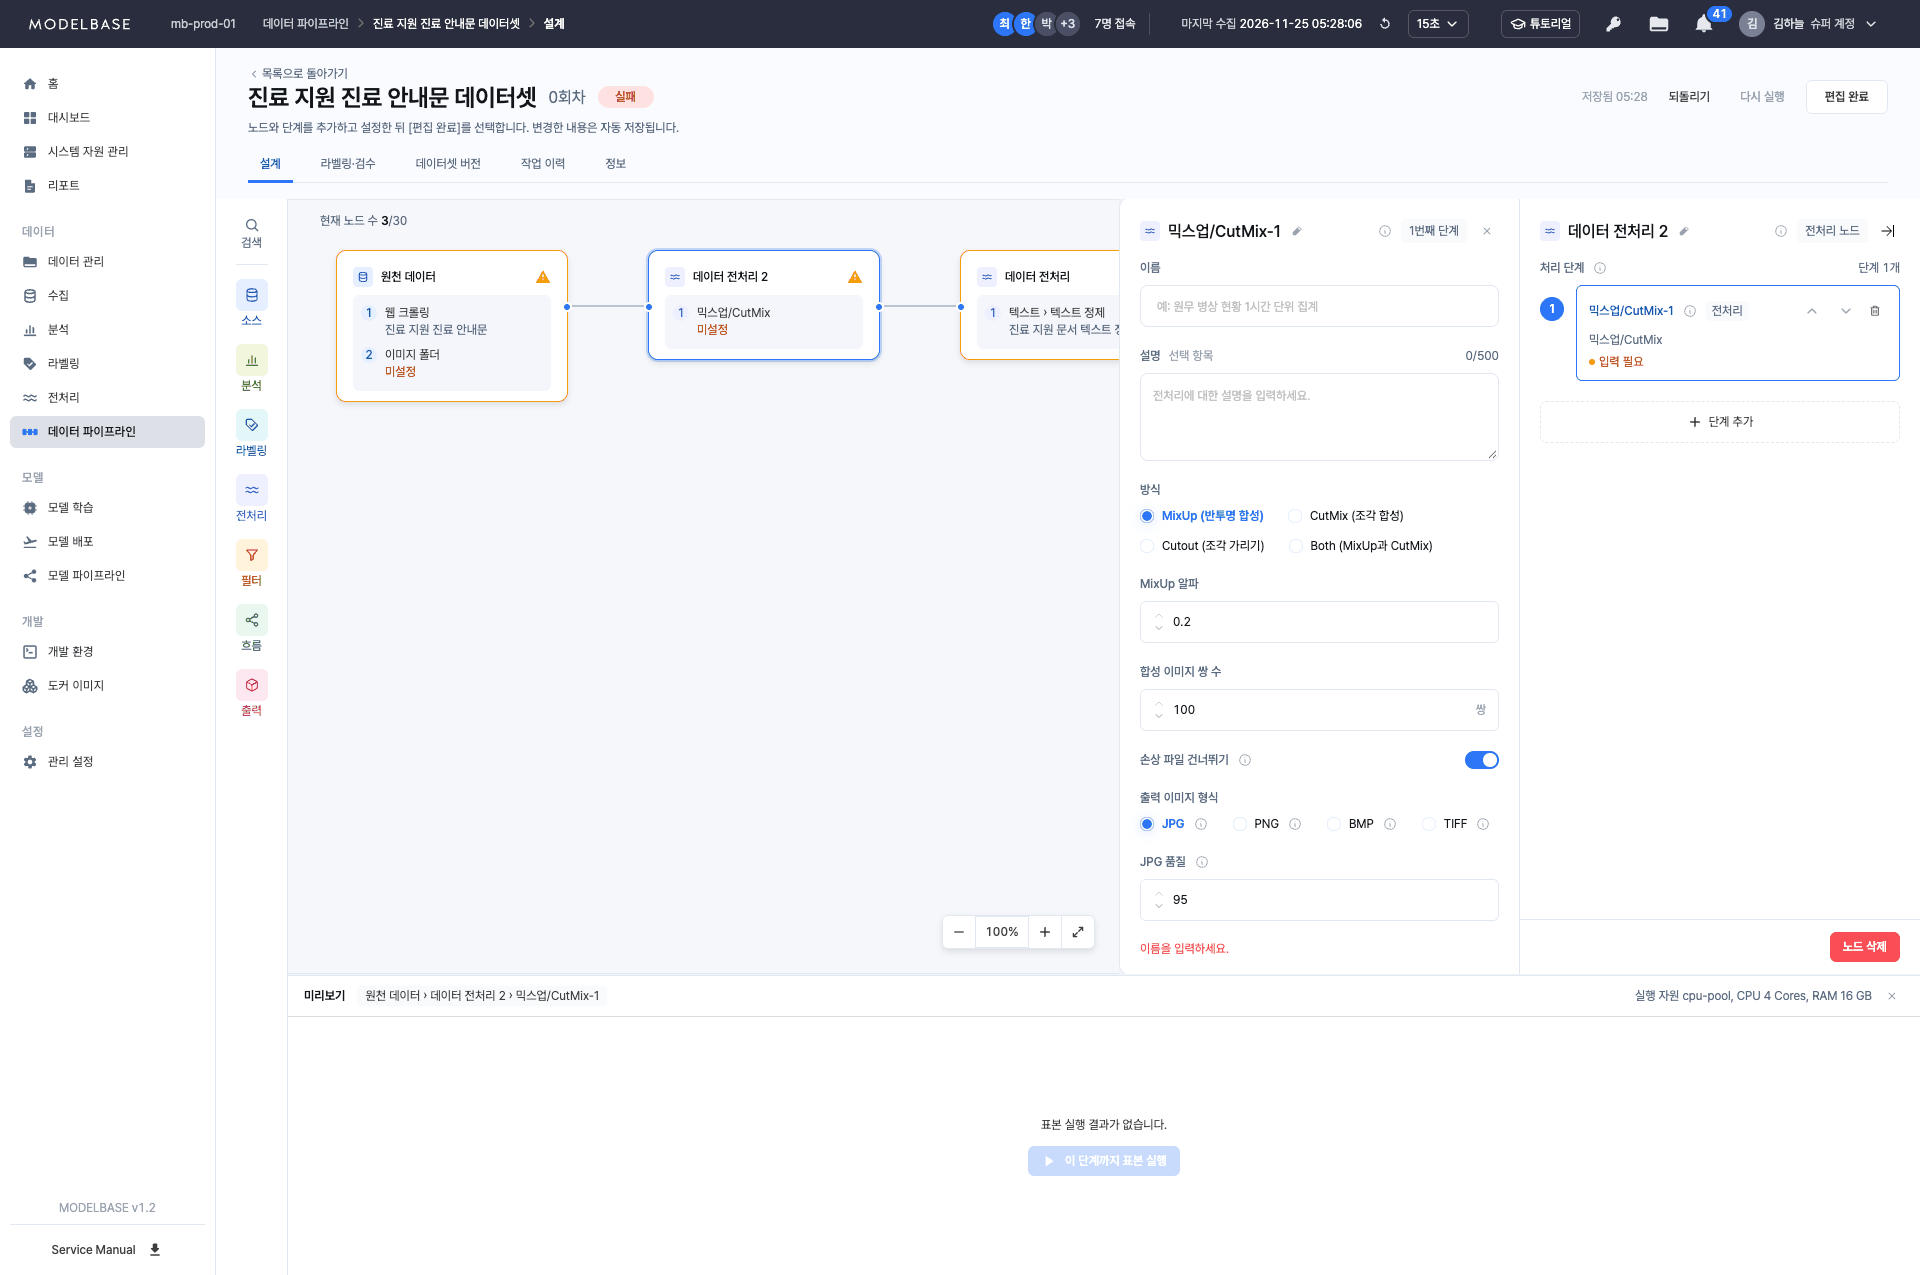 MODELBASE
mb-prod-01
데이터 파이프라인 > 진료 지원 진료 안내문 데이터셋 > 설계
최 한 박 +3 7명 접속
마지막 수집 2026-11-25 05:28:06
15초
튜토리얼
41
김 김하늘 슈퍼 계정
홈
대시보드
시스템 자원 관리
리포트
데이터
데이터 관리
수집
분석
라벨링
전처리
데이터 파이프라인
모델
모델 학습
모델 배포
모델 파이프라인
개발
개발 환경
도커 이미지
설정
관리 설정
MODELBASE v1.2
Service Manual
목록으로 돌아가기
진료 지원 진료 안내문 데이터셋 0회차 실패
노드와 단계를 추가하고 설정한 뒤 [편집 완료]를 선택합니다. 변경한 내용은 자동 저장됩니다.
저장됨 05:28 되돌리기 다시 실행 편집 완료
설계 라벨링·검수 데이터셋 버전 작업 이력 정보
검색
소스
분석
라벨링
전처리
필터
흐름
출력
현재 노드 수 3/30
원천 데이터
1 웹 크롤링
진료 지원 진료 안내문
2 이미지 폴더
미설정
데이터 전처리 2
1 믹스업/CutMix
미설정
데이터 전처리
1 텍스트 › 텍스트 정제
진료 지원 문서 텍스트
100%
믹스업/CutMix-1 1번째 단계
이름
예: 원무 병상 현황 1시간 단위 집계
설명 선택 항목 0/500
전처리에 대한 설명을 입력하세요.
방식
MixUp (반투명 합성) CutMix (조각 합성)
Cutout (조각 가리기) Both (MixUp과 CutMix)
MixUp 알파
0.2
합성 이미지 쌍 수
100 쌍
손상 파일 건너뛰기
출력 이미지 형식
JPG PNG BMP TIFF
JPG 품질
95
이름을 입력하세요.
데이터 전처리 2 전처리 노드
처리 단계 단계 1개
1 믹스업/CutMix-1 전처리
믹스업/CutMix
입력 필요
단계 추가
노드 삭제
미리보기 원천 데이터 › 데이터 전처리 2 › 믹스업/CutMix-1
실행 자원 cpu-pool, CPU 4 Cores, RAM 16 GB
표본 실행 결과가 없습니다.
이 단계까지 표본 실행